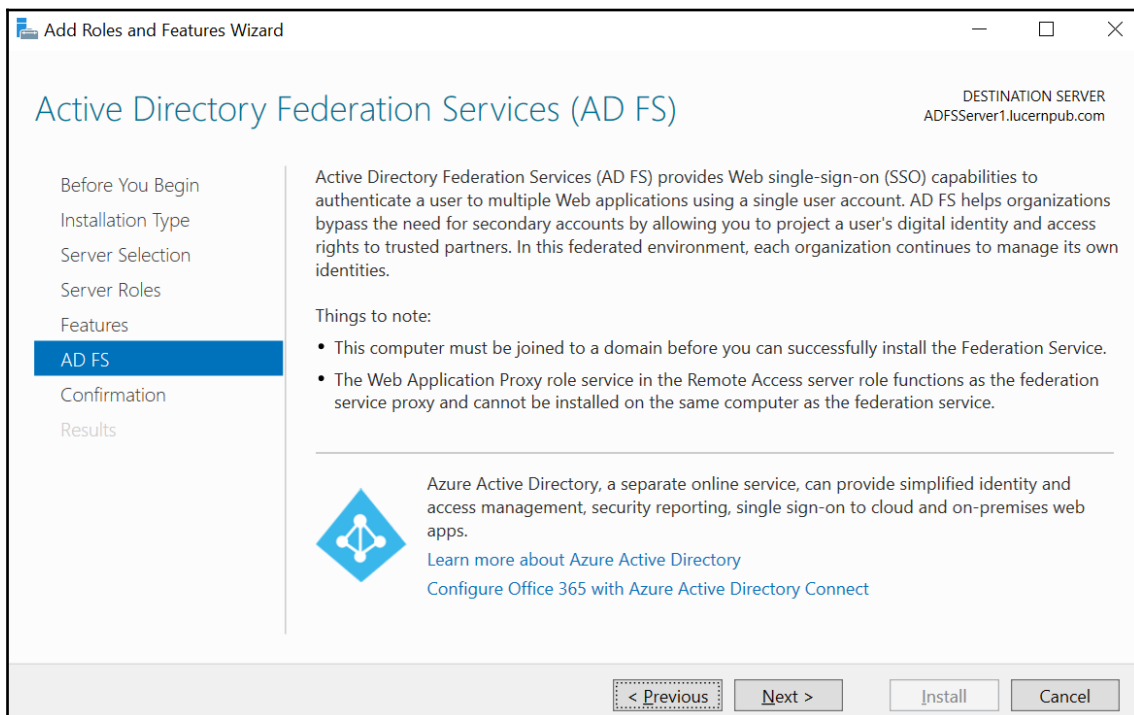 Add Roles and Features Wizard
Active Directory Federation Services (AD FS)
DESTINATION SERVER
ADFSServer1.lucernpub.com
Before You Begin
Installation Type
Server Selection
Server Roles
Features
AD FS
Confirmation
Results
Active Directory Federation Services (AD FS) provides Web single-sign-on (SSO) capabilities to
authenticate a user to multiple Web applications using a single user account. AD FS helps organizations
bypass the need for secondary accounts by allowing you to project a user's digital identity and access
rights to trusted partners. In this federated environment, each organization continues to manage its own
identities.
Things to note:
• This computer must be joined to a domain before you can successfully install the Federation Service.
• The Web Application Proxy role service in the Remote Access server role functions as the federation
service proxy and cannot be installed on the same computer as the federation service.
Azure Active Directory, a separate online service, can provide simplified identity and
access management, security reporting, single sign-on to cloud and on-premises web
apps.
Learn more about Azure Active Directory
Configure Office 365 with Azure Active Directory Connect
< Previous
Next >
Install
Cancel